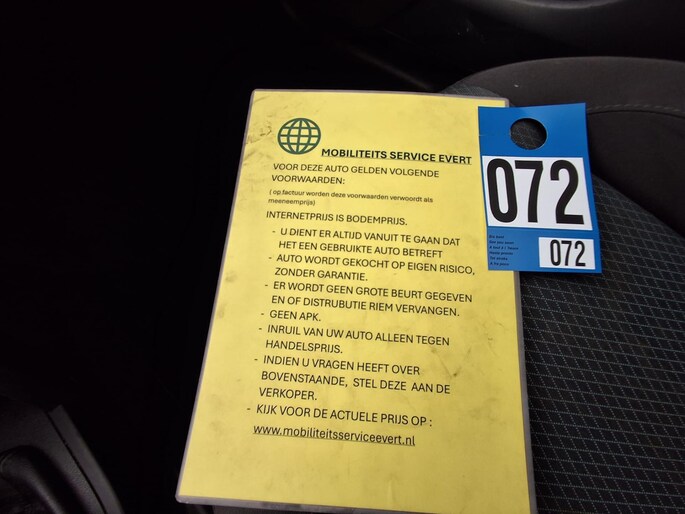 MOBILITEITS SERVICE EVERT
VOOR DEZE AUTO GELDEN VOLGENDE
VOORWAARDEN:
( op factuur worden deze voorwaarden verwoordt als
meeneemprijs)
INTERNETPRIJS IS BODEMPRIJS.
- U DIENT ER ALTIJD VANUIT TE GAAN DAT
HET EEN GEBRUIKTE AUTO BETREFT
- AUTO WORDT GEKOCHT OP EIGEN RISICO,
ZONDER GARANTIE.
- ER WORDT GEEN GROTE BEURT GEGEVEN
EN OF DISTRUBUTIE RIEM VERVANGEN.
- GEEN APK.
- INRUIL VAN UW AUTO ALLEEN TEGEN
HANDELSPRIJS.
- INDIEN U VRAGEN HEEFT OVER
BOVENSTAANDE, STEL DEZE AAN DE
VERKOPER.
- KIJK VOOR DE ACTUELE PRIJS OP :
www.mobiliteitsserviceevert.nl
072
072